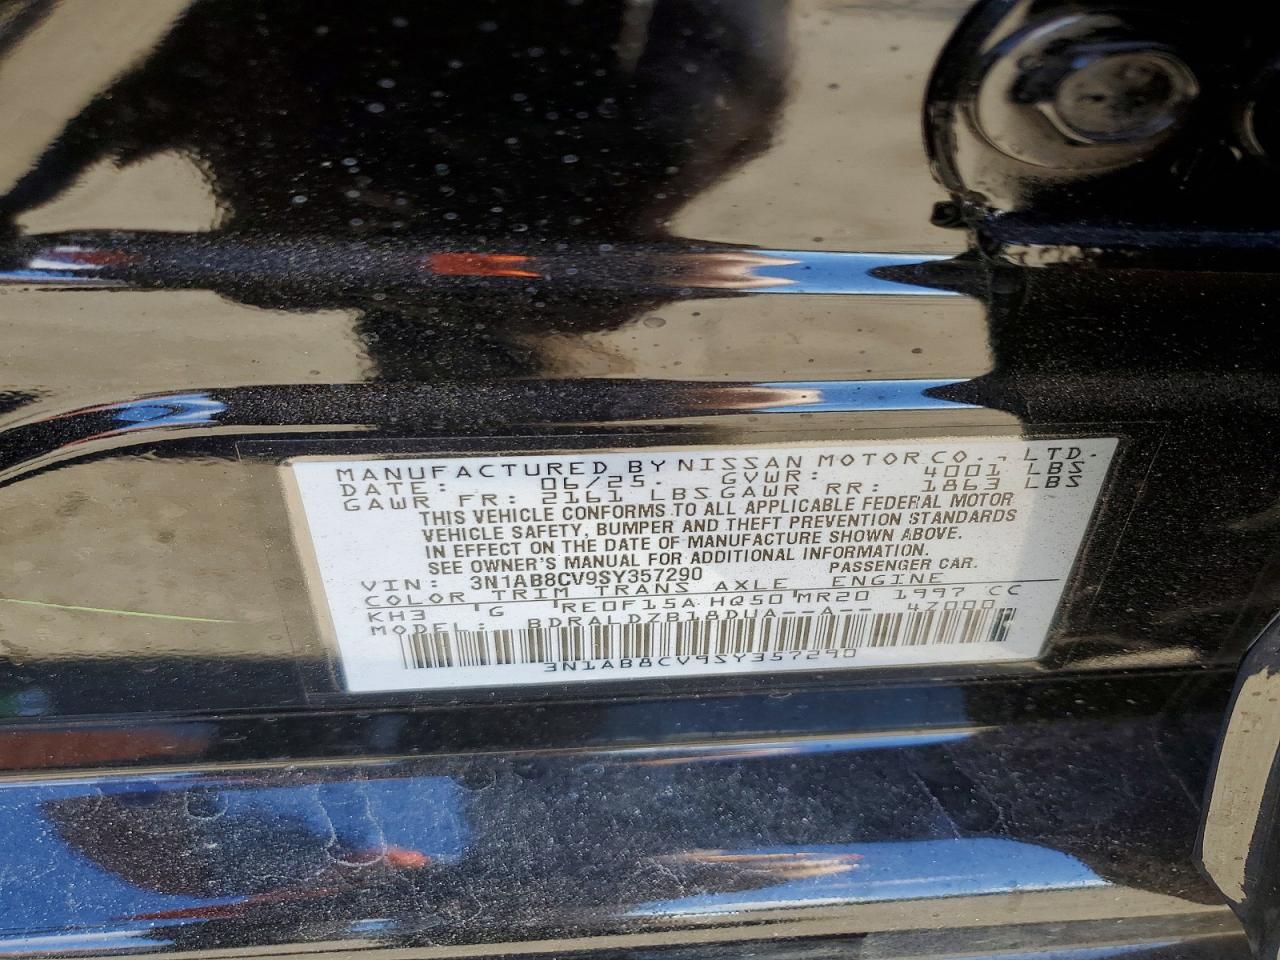 MANUFACTURED BY NISSAN MOTOR CO., LTD.
DATE: 06/25. GVWR: 4001 LBS
GAWR FR: 2161 LBS GAWR RR: 1863 LBS
THIS VEHICLE CONFORMS TO ALL APPLICABLE FEDERAL MOTOR
VEHICLE SAFETY, BUMPER AND THEFT PREVENTION STANDARDS
IN EFFECT ON THE DATE OF MANUFACTURE SHOWN ABOVE.
SEE OWNER'S MANUAL FOR ADDITIONAL INFORMATION.
VIN: 3N1AB8CV9SY357290 PASSENGER CAR.
COLOR TRIM TRANS AXLE ENGINE
KH3 G RE0F15A HQ50 MR20 1997 CC
MODEL: BDRALDZB18DUA--A-- 47000
3N1AB8CV9SY357290